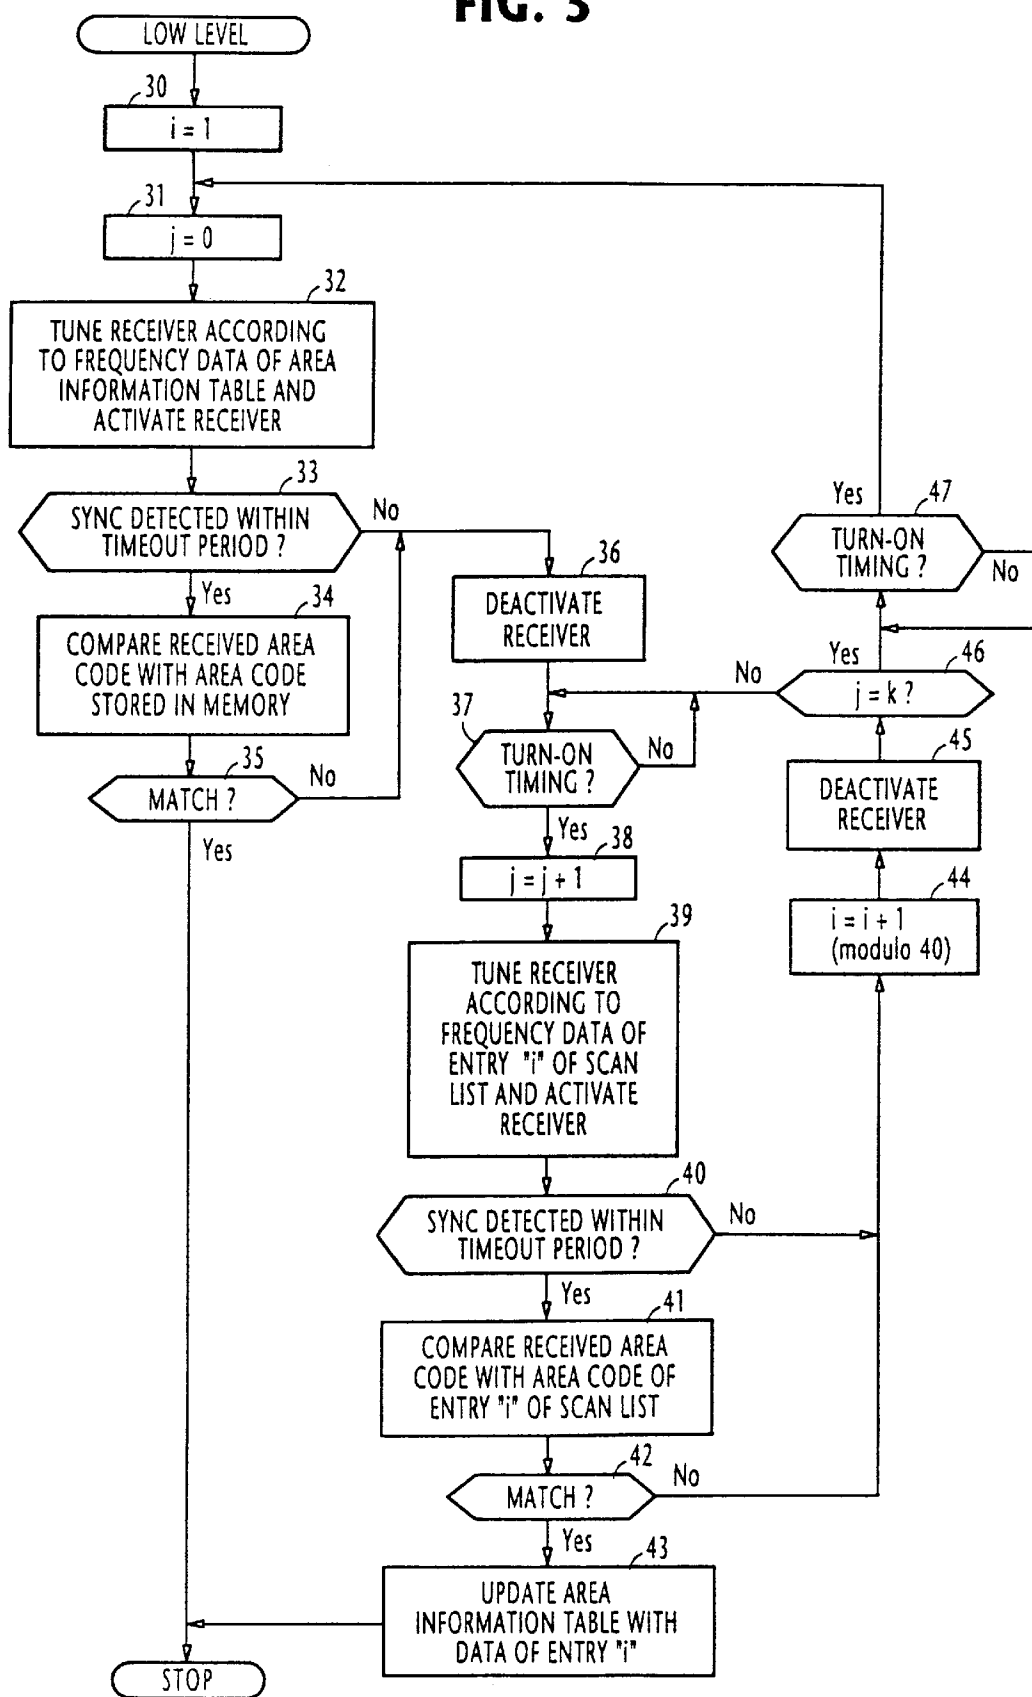 FIG. 3
LOW LEVEL
30
i = 1
31
j = 0
32
TUNE RECEIVER ACCORDING
TO FREQUENCY DATA OF AREA
INFORMATION TABLE AND
ACTIVATE RECEIVER
33
SYNC DETECTED WITHIN
TIMEOUT PERIOD ?
No
Yes
34
COMPARE RECEIVED AREA
CODE WITH AREA CODE
STORED IN MEMORY
35
MATCH ?
No
Yes
36
DEACTIVATE
RECEIVER
37
TURN-ON
TIMING ?
No
Yes
38
j = j + 1
39
TUNE RECEIVER
ACCORDING TO
FREQUENCY DATA OF
ENTRY "i" OF SCAN
LIST AND ACTIVATE
RECEIVER
40
SYNC DETECTED WITHIN
TIMEOUT PERIOD ?
No
Yes
41
COMPARE RECEIVED AREA
CODE WITH AREA CODE OF
ENTRY "i" OF SCAN LIST
42
MATCH ?
No
Yes
43
UPDATE AREA
INFORMATION TABLE WITH
DATA OF ENTRY "i"
44
i = i + 1
(modulo 40)
45
DEACTIVATE
RECEIVER
46
j = k ?
No
Yes
47
TURN-ON
TIMING ?
Yes
No
STOP